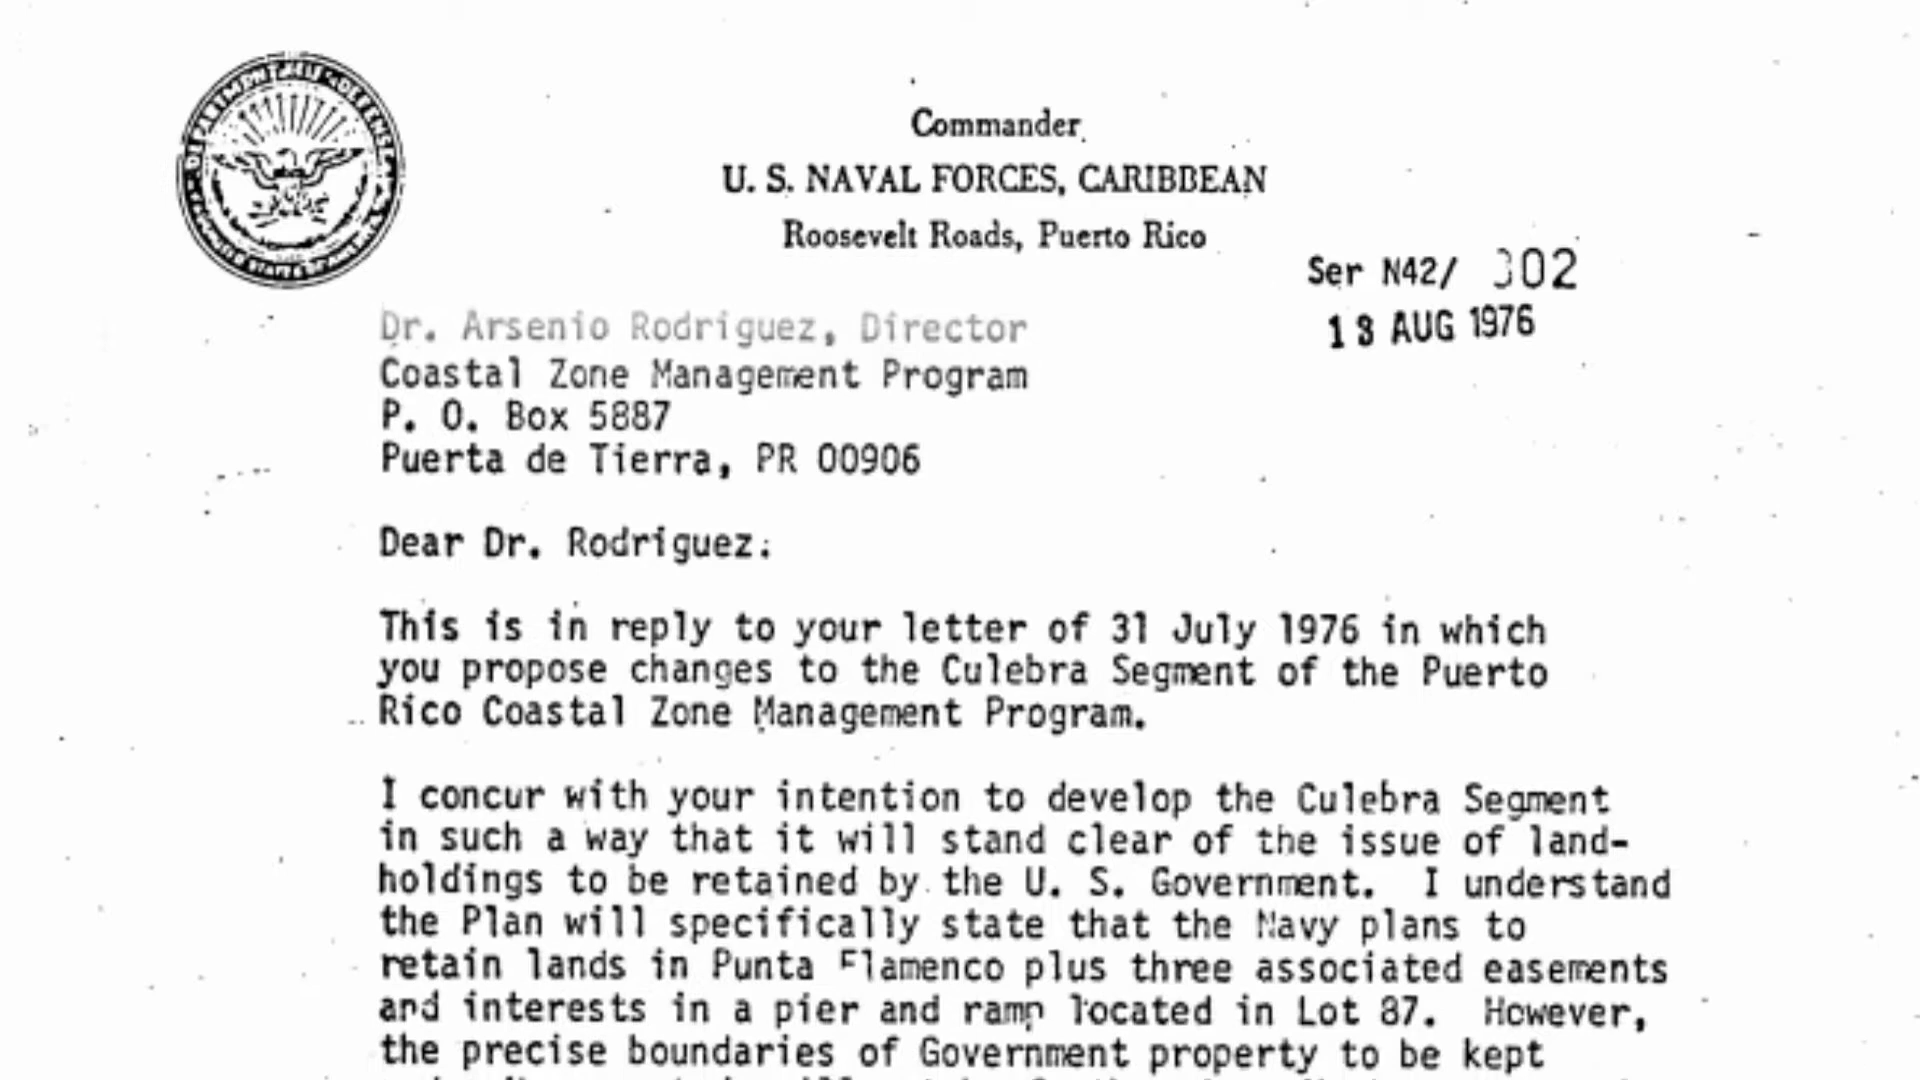 DEPARTMENT OF DEFENSE
Commander
U. S. NAVAL FORCES, CARIBBEAN
Roosevelt Roads, Puerto Rico
Ser N42/ 302
13 AUG 1976
Dr. Arsenio Rodriguez, Director
Coastal Zone Management Program
P. O. Box 5887
Puerta de Tierra, PR 00906
Dear Dr. Rodriguez:
This is in reply to your letter of 31 July 1976 in which
you propose changes to the Culebra Segment of the Puerto
Rico Coastal Zone Management Program.
I concur with your intention to develop the Culebra Segment
in such a way that it will stand clear of the issue of land-
holdings to be retained by the U. S. Government. I understand
the Plan will specifically state that the Navy plans to
retain lands in Punta Flamenco plus three associated easements
and interests in a pier and ramp located in Lot 87. However,
the precise boundaries of Government property to be kept